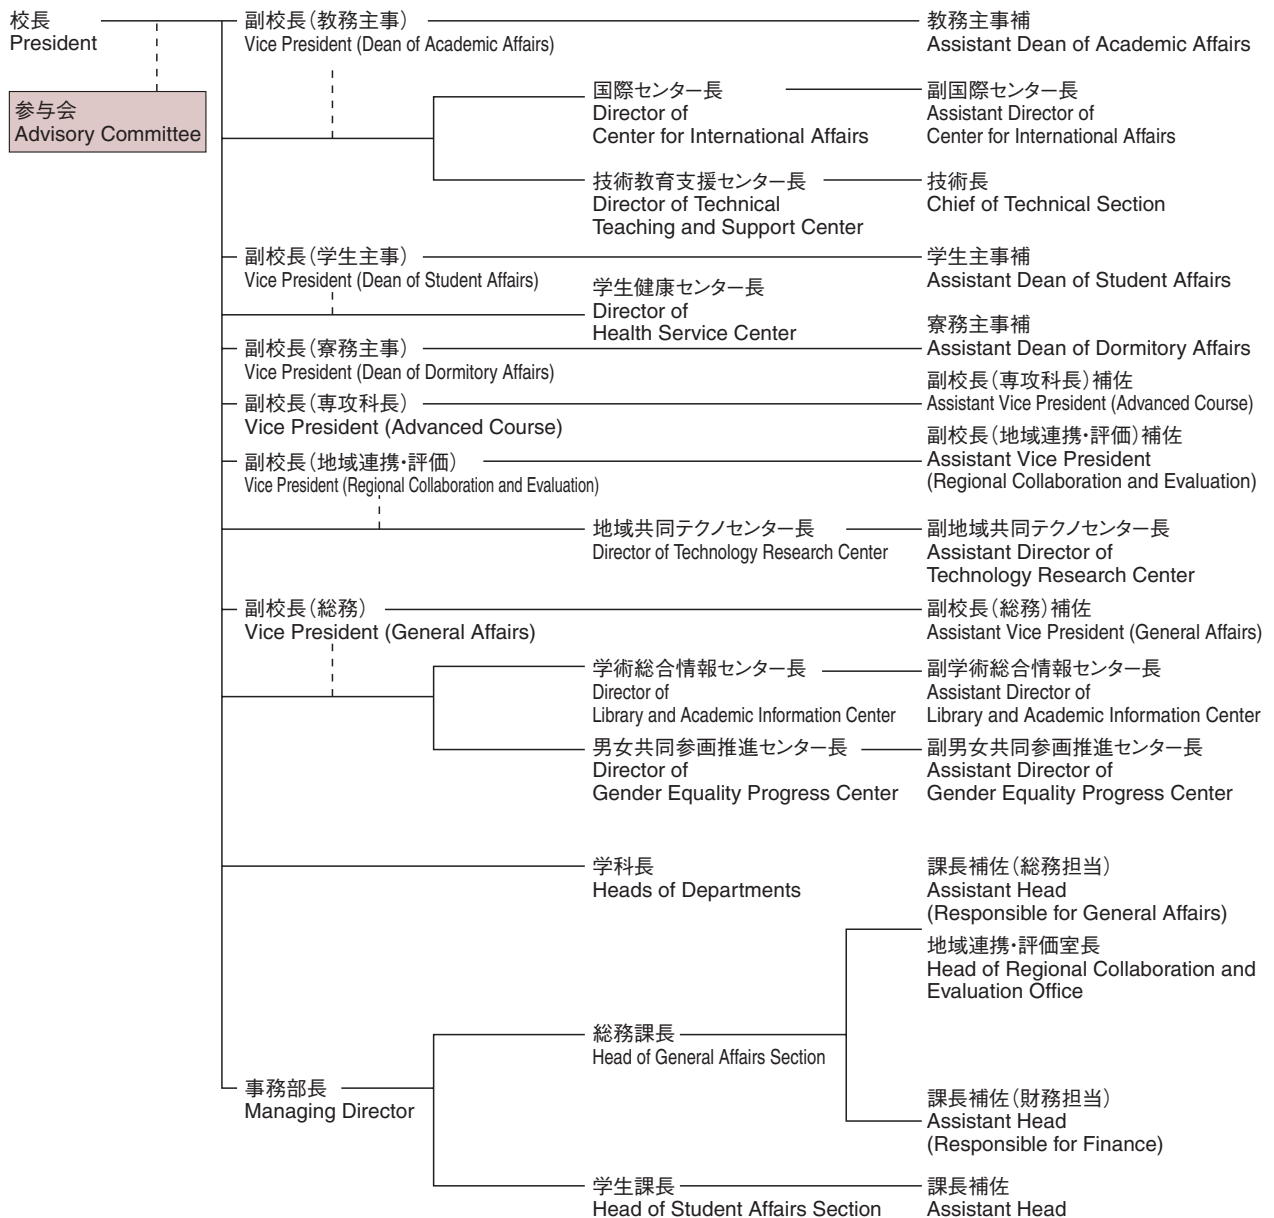 校長
President
参与会
Advisory Committee
副校長（教務主事）
Vice President (Dean of Academic Affairs)
教務主事補
Assistant Dean of Academic Affairs
国際センター長
Director of
Center for International Affairs
副国際センター長
Assistant Director of
Center for International Affairs
技術教育支援センター長
Director of Technical
Teaching and Support Center
技術長
Chief of Technical Section
副校長（学生主事）
Vice President (Dean of Student Affairs)
学生主事補
Assistant Dean of Student Affairs
学生健康センター長
Director of
Health Service Center
副校長（寮務主事）
Vice President (Dean of Dormitory Affairs)
寮務主事補
Assistant Dean of Dormitory Affairs
副校長（専攻科長）
Vice President (Advanced Course)
副校長（専攻科長）補佐
Assistant Vice President (Advanced Course)
副校長（地域連携・評価）
Vice President (Regional Collaboration and Evaluation)
副校長（地域連携・評価）補佐
Assistant Vice President
(Regional Collaboration and Evaluation)
地域共同テクノセンター長
Director of Technology Research Center
副地域共同テクノセンター長
Assistant Director of
Technology Research Center
副校長（総務）
Vice President (General Affairs)
副校長（総務）補佐
Assistant Vice President (General Affairs)
学術総合情報センター長
Director of
Library and Academic Information Center
副学術総合情報センター長
Assistant Director of
Library and Academic Information Center
男女共同参画推進センター長
Director of
Gender Equality Progress Center
副男女共同参画推進センター長
Assistant Director of
Gender Equality Progress Center
学科長
Heads of Departments
課長補佐（総務担当）
Assistant Head
(Responsible for General Affairs)
地域連携・評価室長
Head of Regional Collaboration and
Evaluation Office
総務課長
Head of General Affairs Section
事務部長
Managing Director
課長補佐（財務担当）
Assistant Head
(Responsible for Finance)
学生課長
Head of Student Affairs Section
課長補佐
Assistant Head